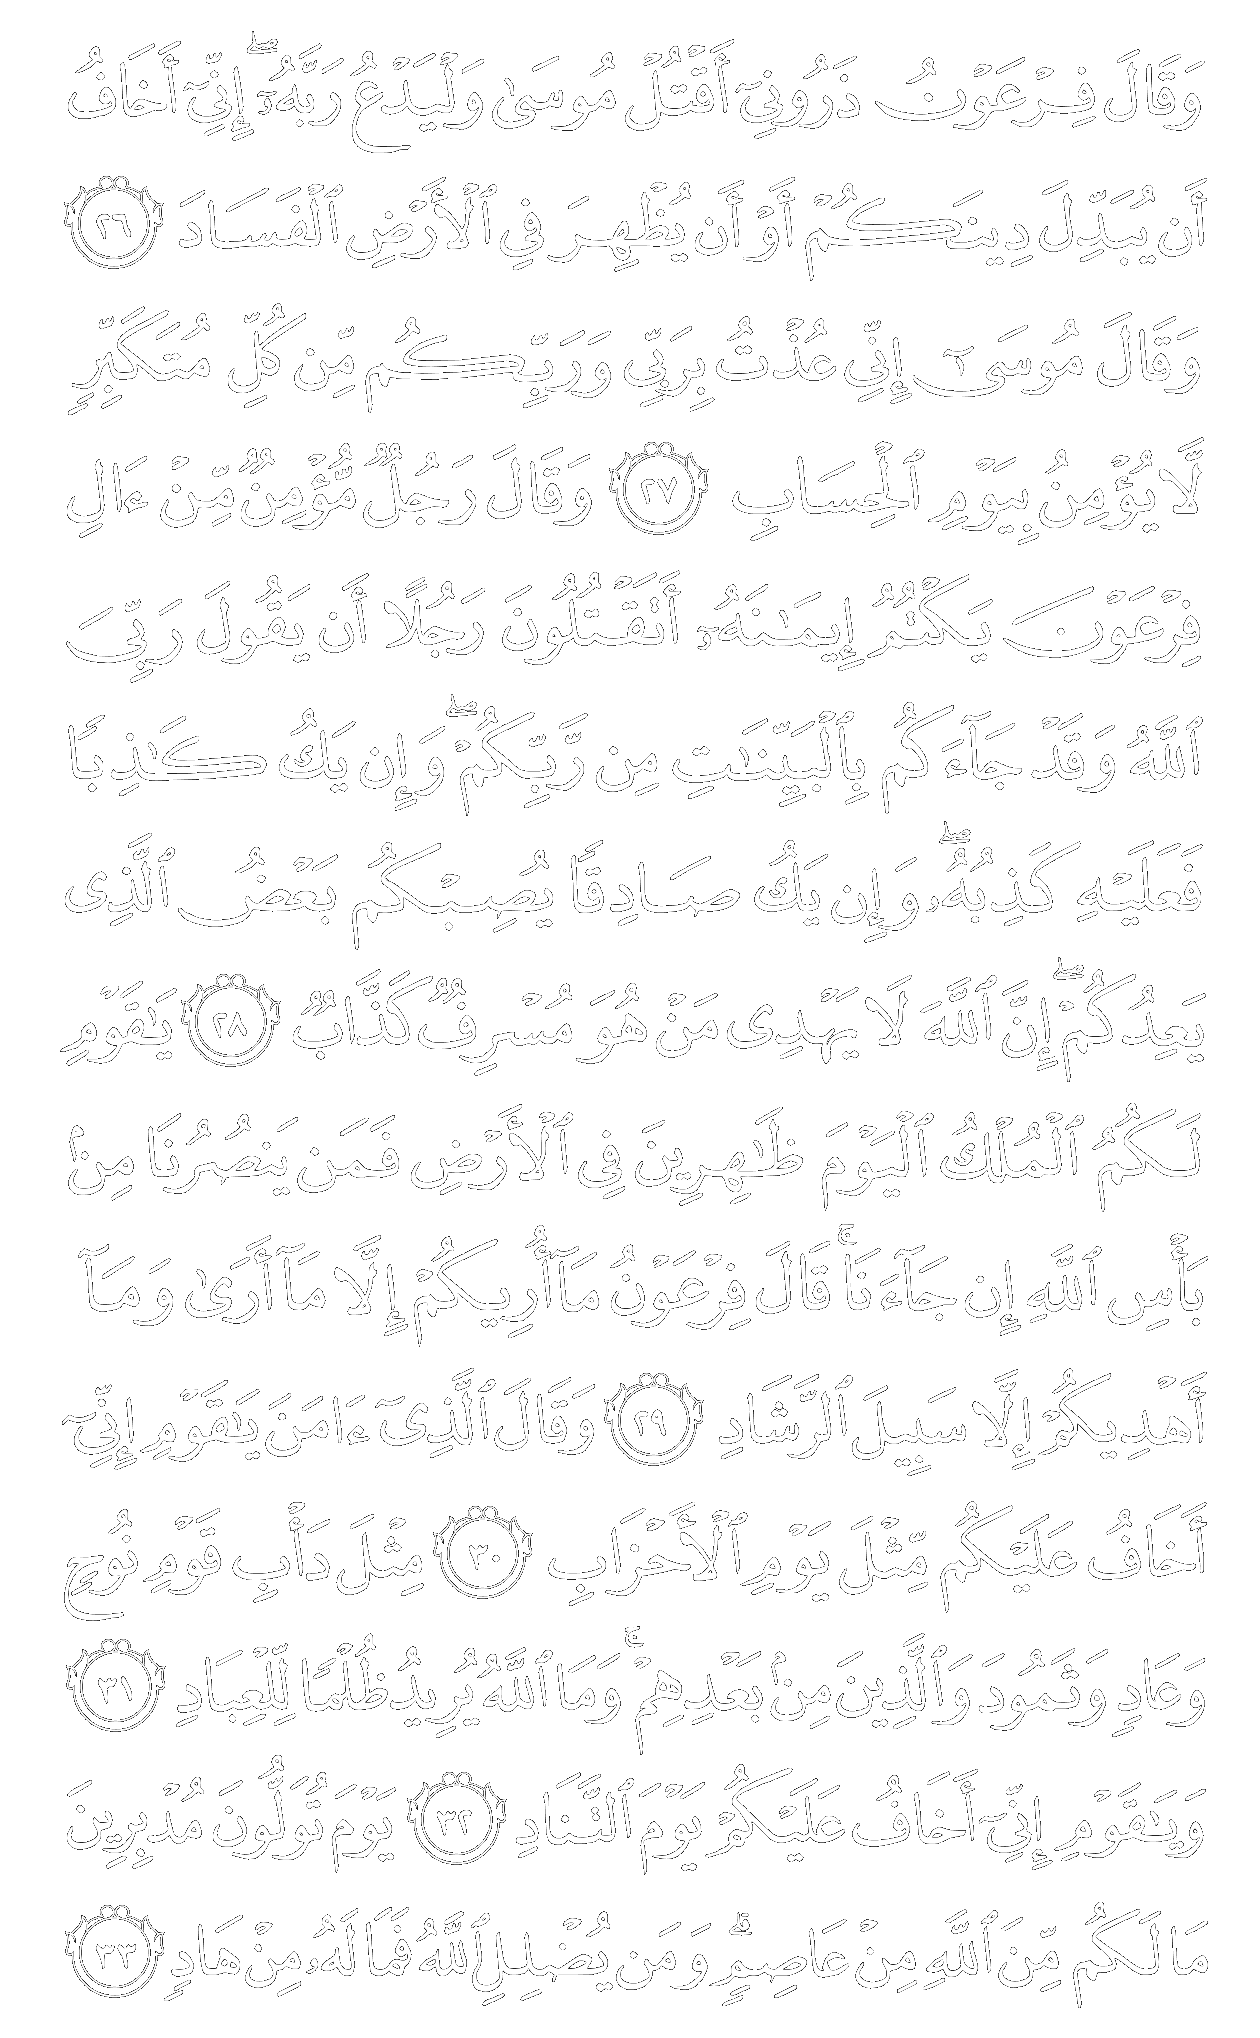 وَقَالَ فِرْعَوْنُ ذَرُونِىٓ أَقْتُلْ مُوسَىٰ وَلْيَدْعُ رَبَّهُۥٓ ۖ إِنِّىٓ أَخَافُ
أَن يُبَدِّلَ دِينَكُمْ أَوْ أَن يُظْهِرَ فِى ٱلْأَرْضِ ٱلْفَسَادَ ٢٦
وَقَالَ مُوسَىٰٓ إِنِّى عُذْتُ بِرَبِّى وَرَبِّكُم مِّن كُلِّ مُتَكَبِّرٍ
لَّا يُؤْمِنُ بِيَوْمِ ٱلْحِسَابِ ٢٧ وَقَالَ رَجُلٌ مُّؤْمِنٌ مِّنْ ءَالِ
فِرْعَوْنَ يَكْتُمُ إِيمَٰنَهُۥٓ أَتَقْتُلُونَ رَجُلًا أَن يَقُولَ رَبِّىَ
ٱللَّهُ وَقَدْ جَآءَكُم بِٱلْبَيِّنَٰتِ مِن رَّبِّكُمْ ۖ وَإِن يَكُ كَٰذِبًا
فَعَلَيْهِ كَذِبُهُۥ ۖ وَإِن يَكُ صَادِقًا يُصِبْكُم بَعْضُ ٱلَّذِى
يَعِدُكُمْ ۖ إِنَّ ٱللَّهَ لَا يَهْدِى مَنْ هُوَ مُسْرِفٌ كَذَّابٌ ٢٨ يَٰقَوْمِ
لَكُمُ ٱلْمُلْكُ ٱلْيَوْمَ ظَٰهِرِينَ فِى ٱلْأَرْضِ فَمَن يَنصُرُنَا مِنۢ
بَأْسِ ٱللَّهِ إِن جَآءَنَا ۚ قَالَ فِرْعَوْنُ مَآ أُرِيكُمْ إِلَّا مَآ أَرَىٰ وَمَآ
أَهْدِيكُمْ إِلَّا سَبِيلَ ٱلرَّشَادِ ٢٩ وَقَالَ ٱلَّذِىٓ ءَامَنَ يَٰقَوْمِ إِنِّىٓ
أَخَافُ عَلَيْكُم مِّثْلَ يَوْمِ ٱلْأَحْزَابِ ٣٠ مِثْلَ دَأْبِ قَوْمِ نُوحٍ
وَعَادٍ وَثَمُودَ وَٱلَّذِينَ مِنۢ بَعْدِهِمْ ۚ وَمَا ٱللَّهُ يُرِيدُ ظُلْمًا لِّلْعِبَادِ ٣١
وَيَٰقَوْمِ إِنِّىٓ أَخَافُ عَلَيْكُمْ يَوْمَ ٱلتَّنَادِ ٣٢ يَوْمَ تُوَلُّونَ مُدْبِرِينَ
مَا لَكُم مِّنَ ٱللَّهِ مِنْ عَاصِمٍ ۗ وَمَن يُضْلِلِ ٱللَّهُ فَمَا لَهُۥ مِنْ هَادٍ ٣٣